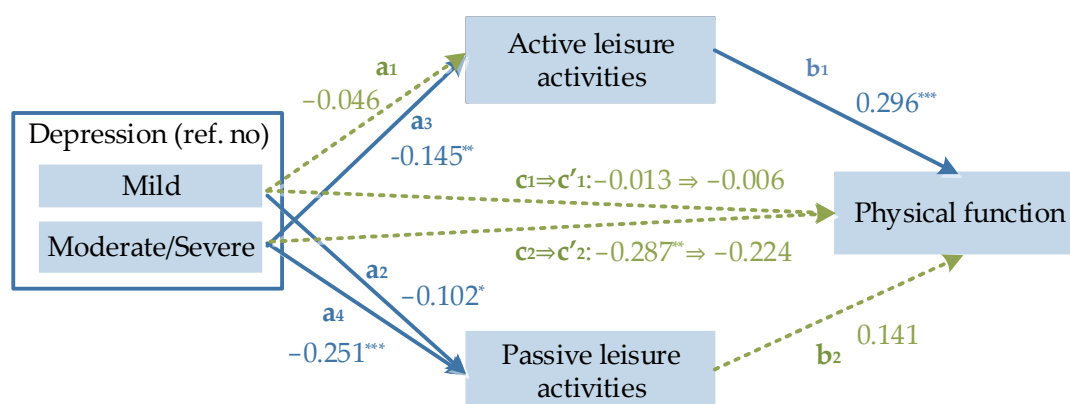 Active leisure
activities
a1
−0.046
b1
0.296***
Depression (ref. no)
a3
-0.145**
Mild
c1⇒c′1:−0.013 ⇒ −0.006
Physical function
Moderate/Severe
c2⇒c′2:−0.287** ⇒ −0.224
a2
−0.102*
a4
−0.251***
Passive leisure
activities
0.141
b2